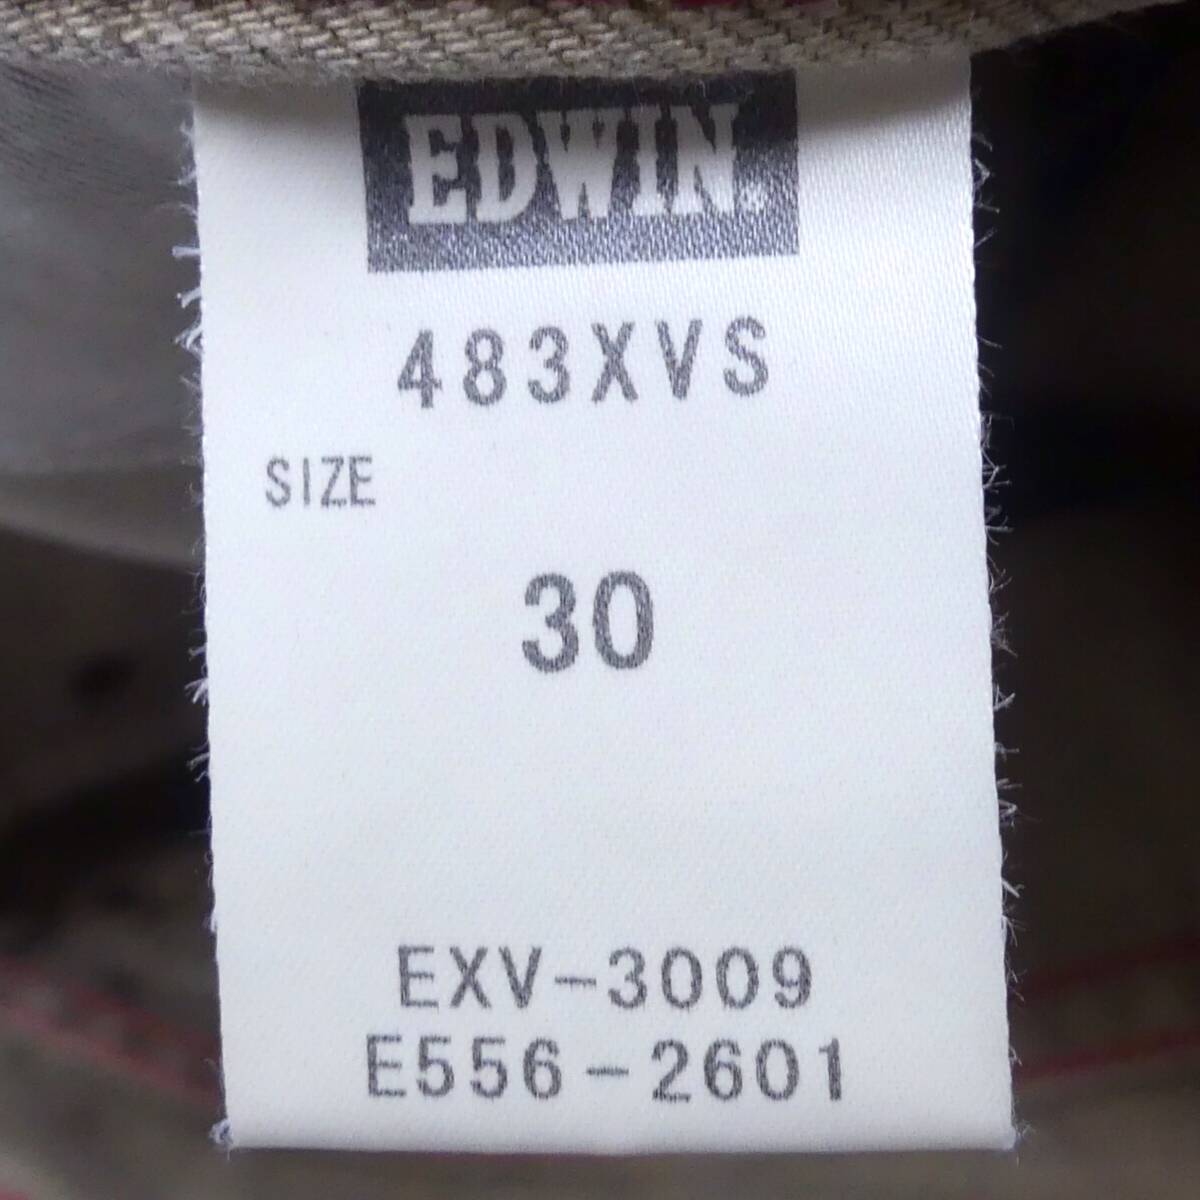 EDWIN®
483XVS
SIZE
30
EXV-3009
E556-2601